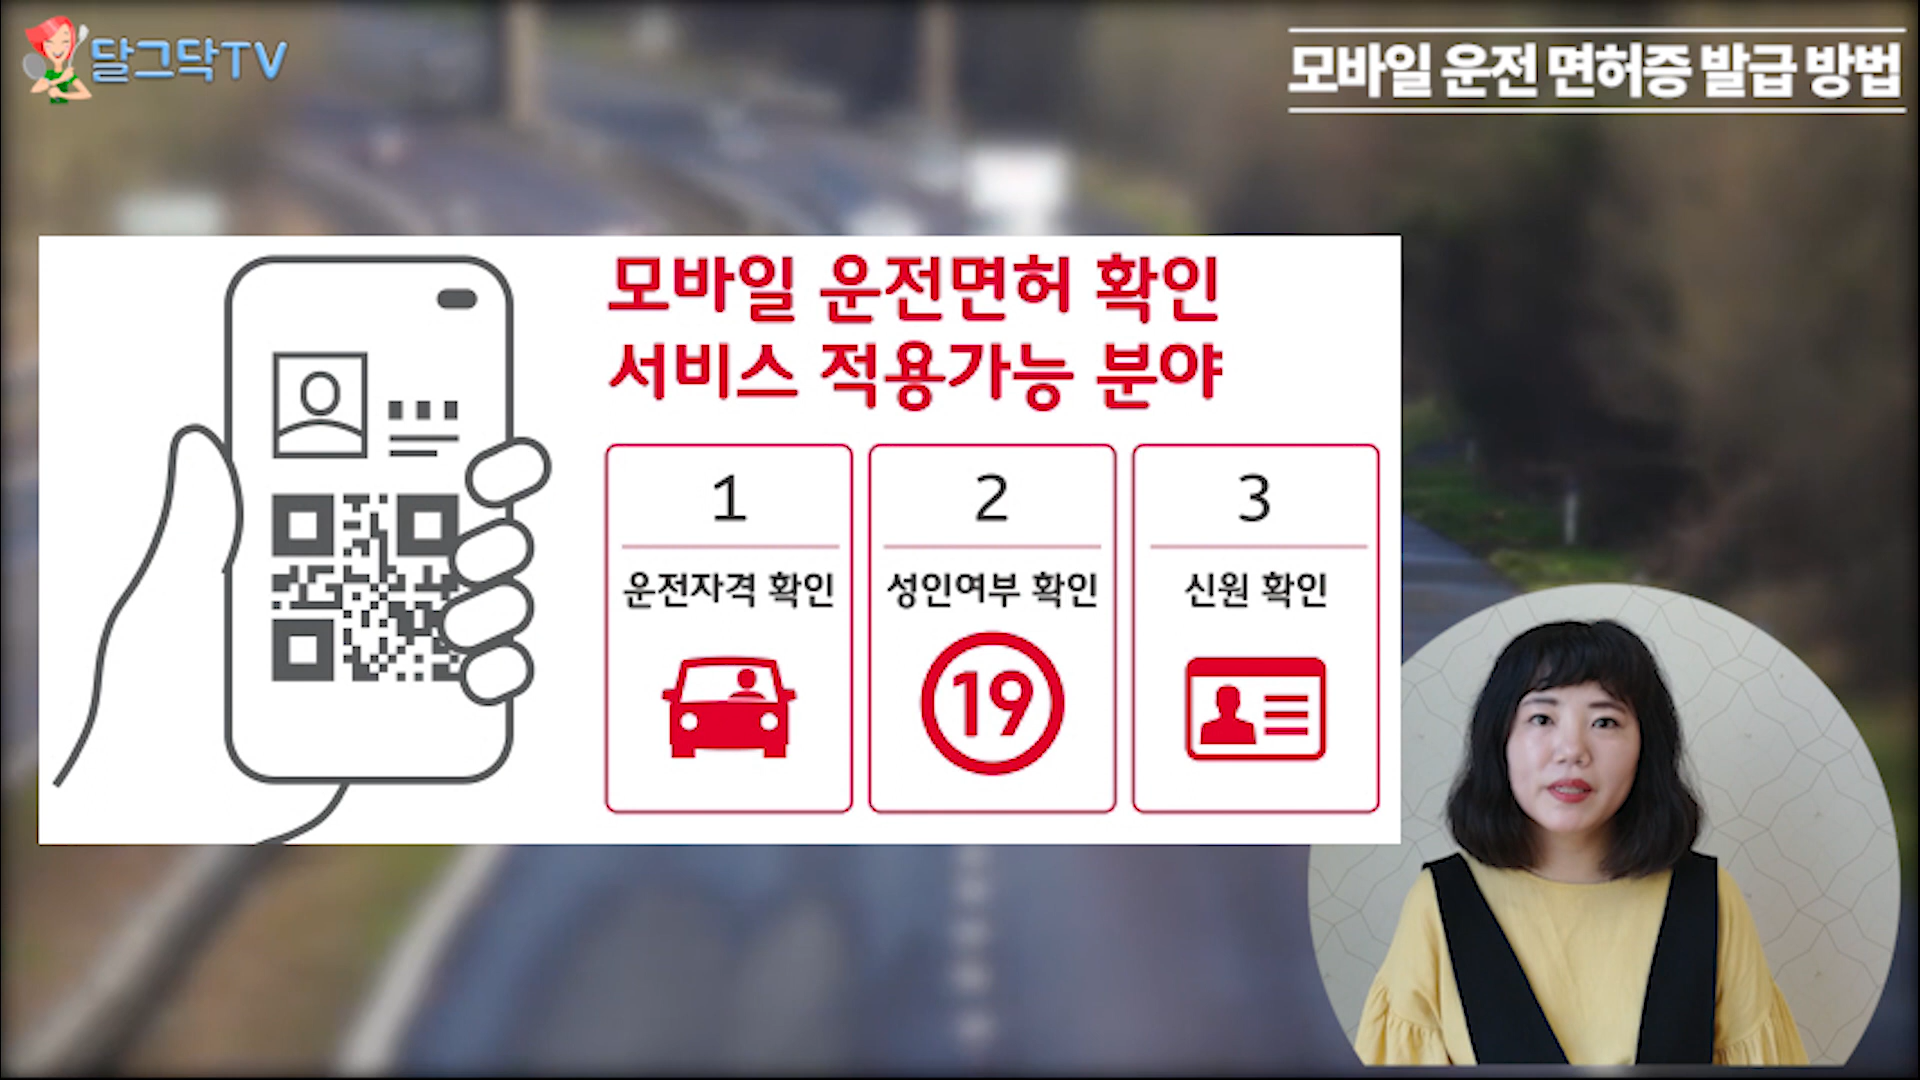 달그닥TV
모바일 운전 면허증 발급 방법
모바일 운전면허 확인
서비스 적용가능 분야
1
운전자격 확인
2
성인여부 확인
19
3
신원 확인